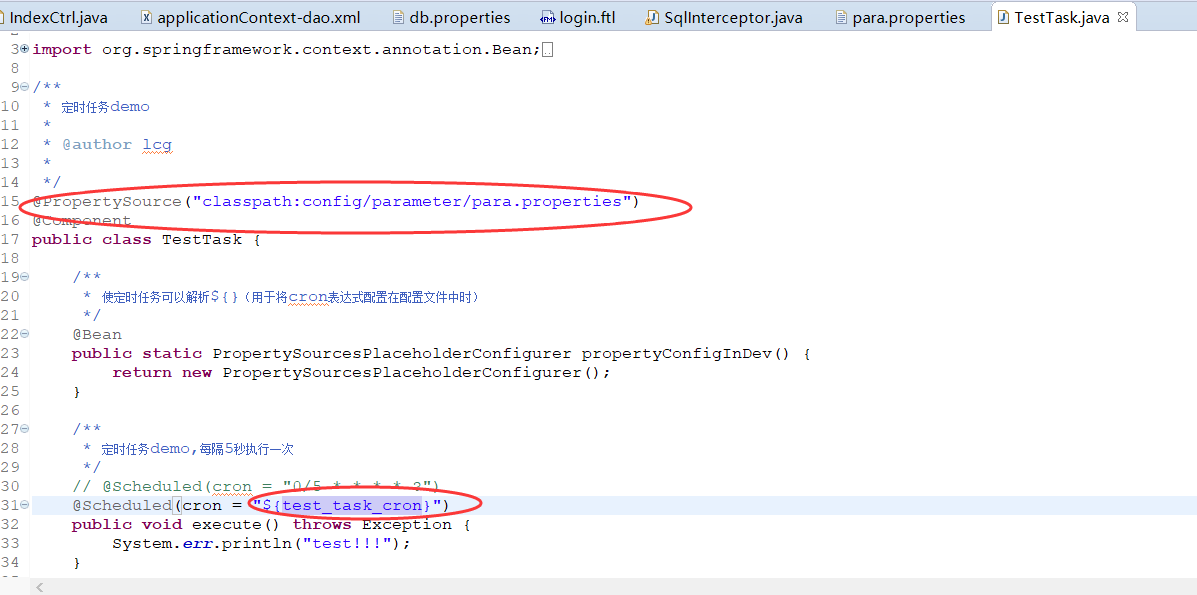 IndexCtrl.java applicationContext-dao.xml db.properties login.ftl SqlInterceptor.java para.properties TestTask.java
3 import org.springframework.context.annotation.Bean;
8
9 /**
10 * 定时任务demo
11 *
12 * @author lcg
13 *
14 */
15 @PropertySource("classpath:config/parameter/para.properties")
16 @Component
17 public class TestTask {
18
19 /**
20 * 使定时任务可以解析${}（用于将cron表达式配置在配置文件中时）
21 */
22 @Bean
23 public static PropertySourcesPlaceholderConfigurer propertyConfigInDev() {
24 return new PropertySourcesPlaceholderConfigurer();
25 }
26
27 /**
28 * 定时任务demo,每隔5秒执行一次
29 */
30 // @Scheduled(cron = "0/5 * * * * ?")
31 @Scheduled(cron = "${test_task_cron}")
32 public void execute() throws Exception {
33 System.err.println("test!!!");
34 }